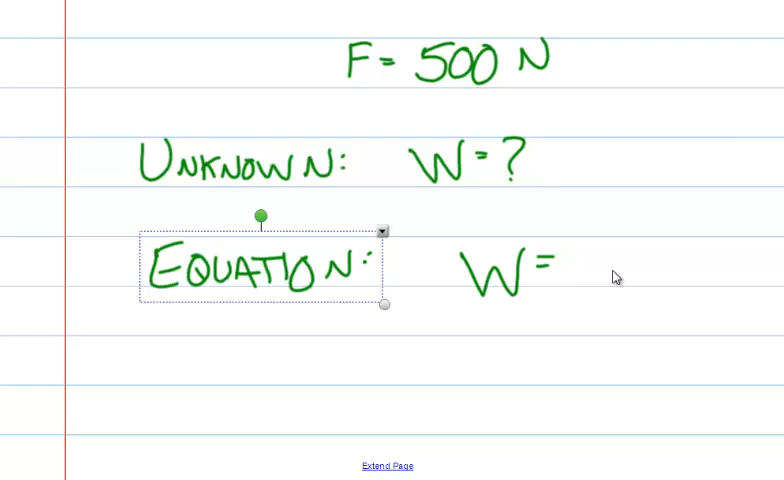 F = 500 N
UNKNOWN: W = ?
EQUATION: W =
Extend Page